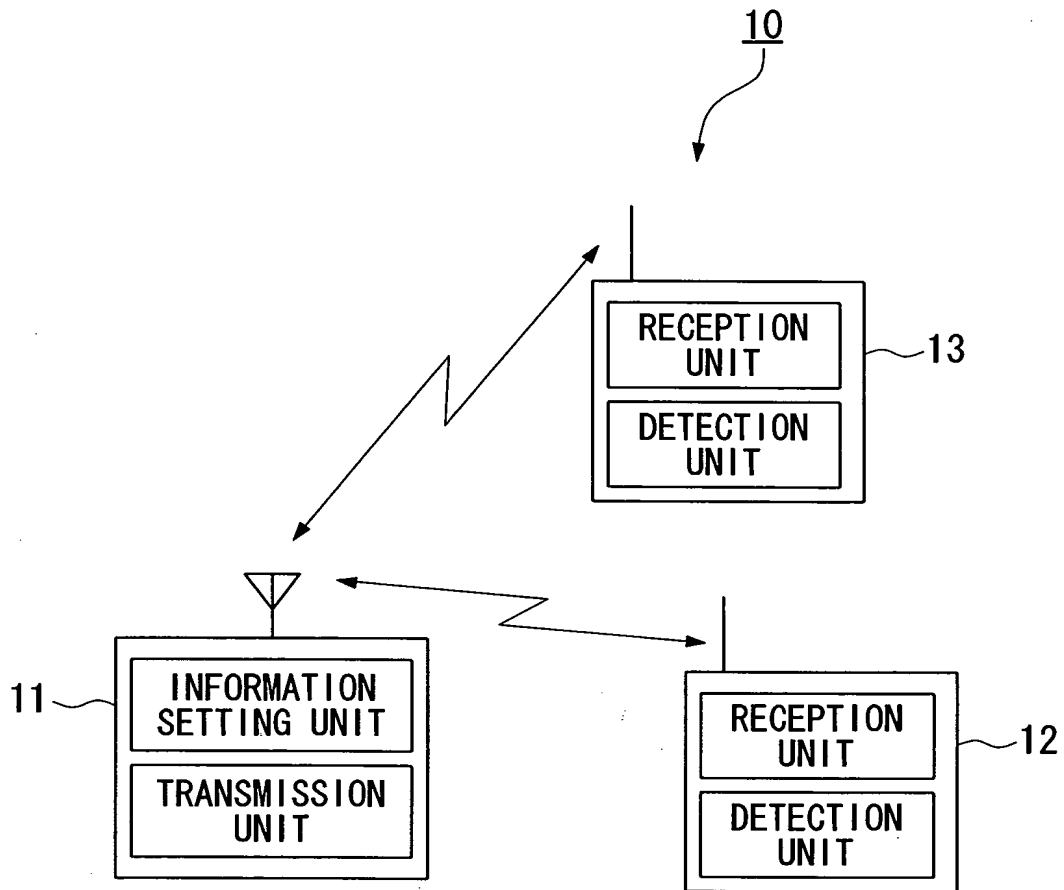 10
RECEPTION
UNIT
13
DETECTION
UNIT
11
INFORMATION
SETTING UNIT
TRANSMISSION
UNIT
RECEPTION
UNIT
12
DETECTION
UNIT